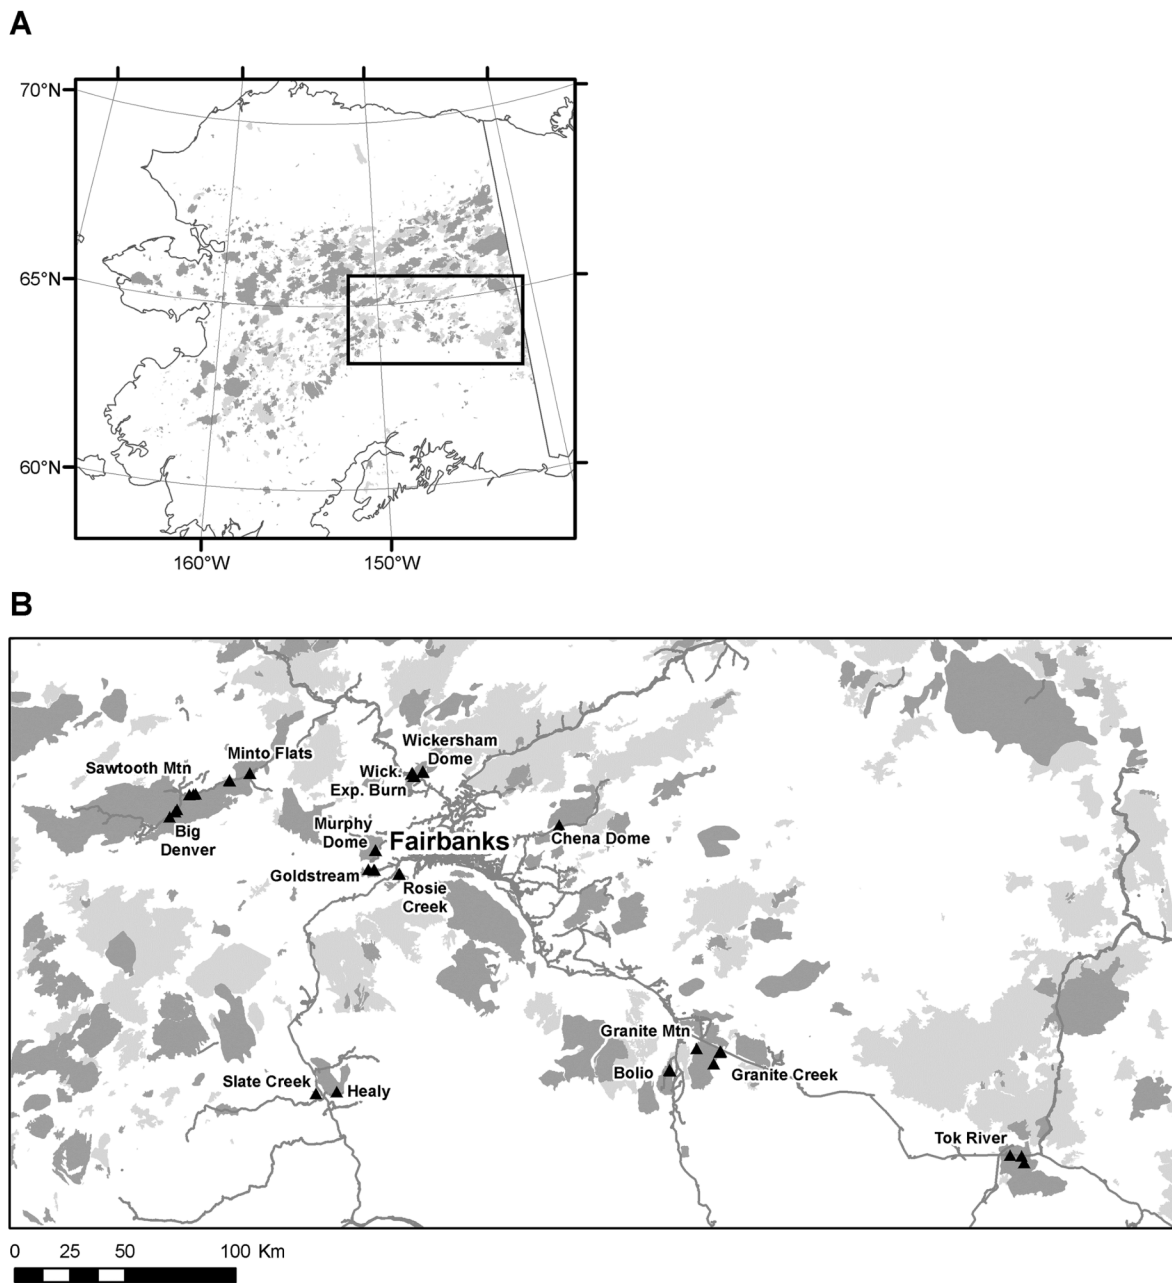 A
70°N
65°N
60°N
160°W
150°W
B
Wickersham
Dome
Minto Flats
Sawtooth Mtn
Wick.
Exp. Burn
Big
Denver
Murphy
Dome
Fairbanks
Chena Dome
Goldstream
Rosie
Creek
Granite Mtn
Bolio
Granite Creek
Slate Creek
Healy
Tok River
0 25 50 100 Km